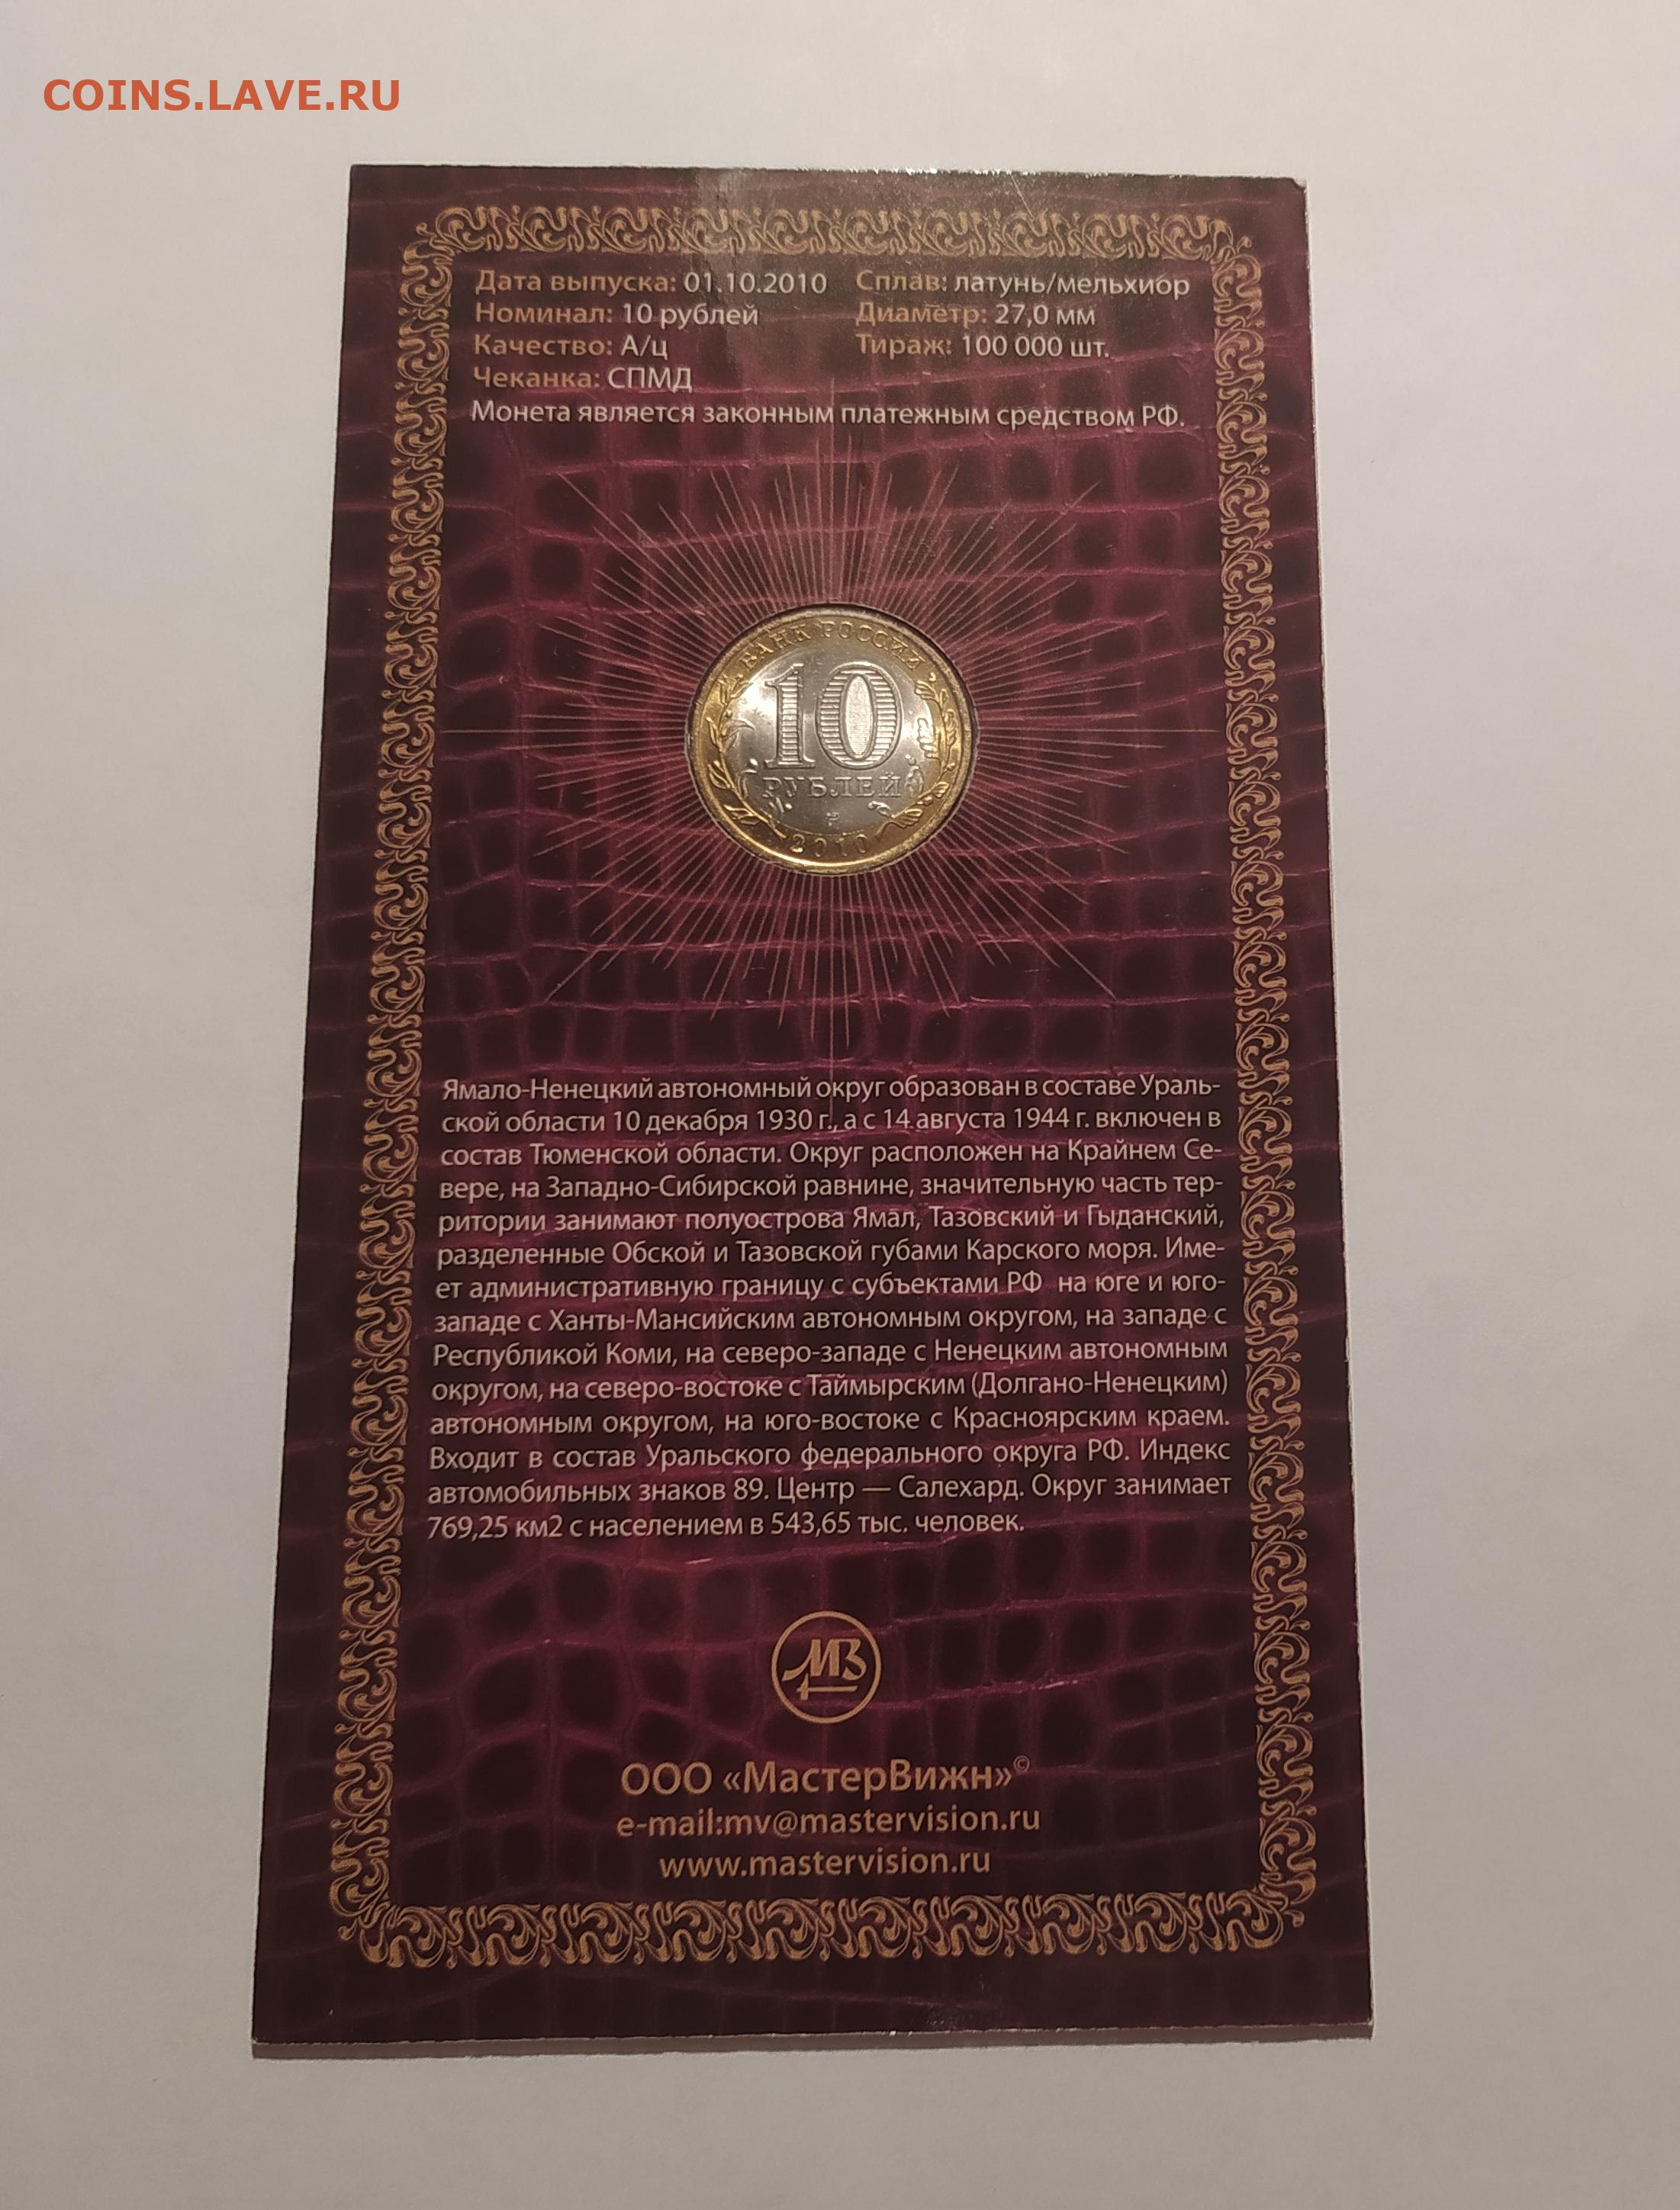 COINS.LAVE.RU
Дата выпуска: 01.10.2010 Сплав: латунь/мельхиор
Номинал: 10 рублей Диаметр: 27,0 мм
Качество: А/ц Тираж: 100 000 шт.
Чеканка: СПМД
Монета является законным платежным средством РФ.
БАНК РОССИИ
10
РУБЛЕЙ
2010
Ямало-Ненецкий автономный округ образован в составе Ураль-
ской области 10 декабря 1930 г., а с 14 августа 1944 г. включен в
состав Тюменской области. Округ расположен на Крайнем Се-
вере, на Западно-Сибирской равнине, значительную часть тер-
ритории занимают полуострова Ямал, Тазовский и Гыданский,
разделенные Обской и Тазовской губами Карского моря. Име-
ет административную границу с субъектами РФ на юге и юго-
западе с Ханты-Мансийским автономным округом, на западе с
Республикой Коми, на северо-западе с Ненецким автономным
округом, на северо-востоке с Таймырским (Долгано-Ненецким)
автономным округом, на юго-востоке с Красноярским краем.
Входит в состав Уральского федерального округа РФ. Индекс
автомобильных знаков 89. Центр — Салехард. Округ занимает
769,25 км2 с населением в 543,65 тыс. человек.
МВ
ООО «МастерВижн»©
e-mail:mv@mastervision.ru
www.mastervision.ru